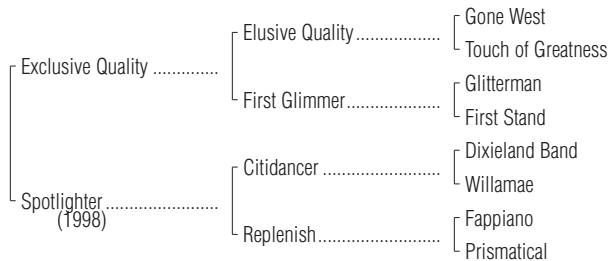 Gone West
Elusive Quality ..................
Touch of Greatness
Exclusive Quality ..............
Glitterman
First Glimmer....................
First Stand
Dixieland Band
Citidancer .........................
Willamae
Spotlighter ........................
(1998)
Fappiano
Replenish..........................
Prismatical